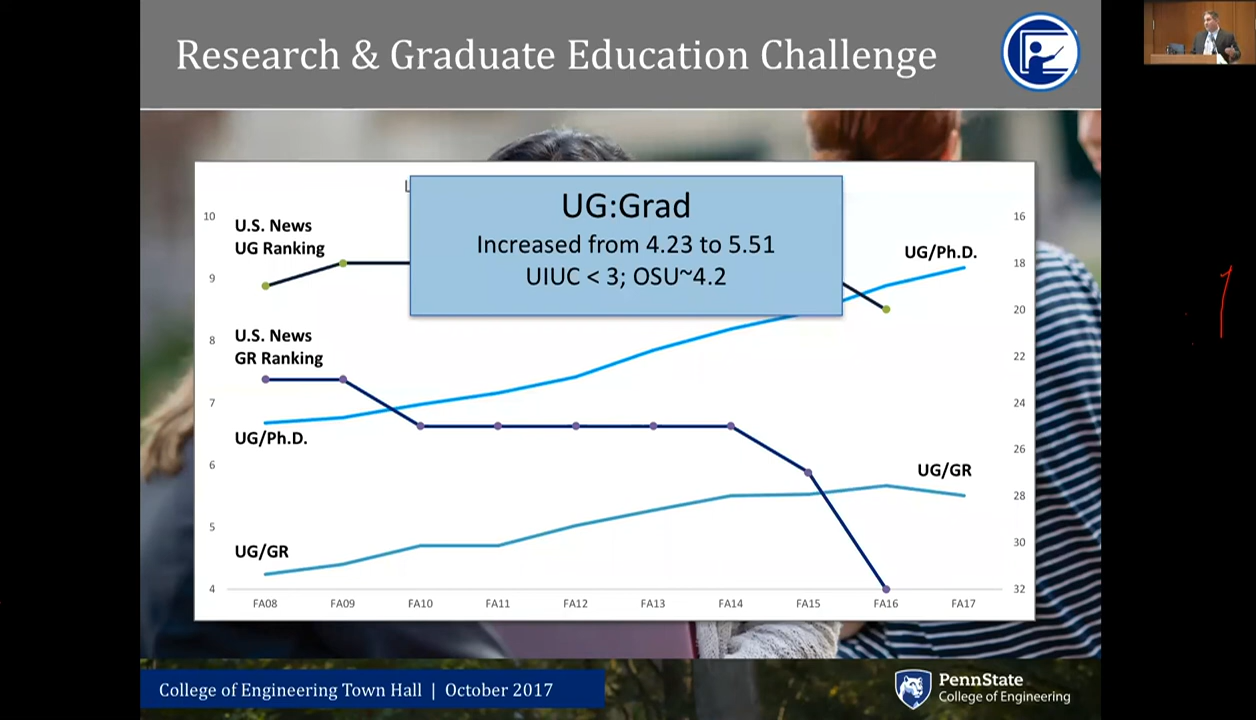 Research & Graduate Education Challenge
UG:Grad
Increased from 4.23 to 5.51
UIUC < 3; OSU~4.2
10
9
8
7
6
5
4
U.S. News
UG Ranking
U.S. News
GR Ranking
UG/Ph.D.
UG/GR
UG/Ph.D.
UG/GR
16
18
20
22
24
26
28
30
32
FA08 FA09 FA10 FA11 FA12 FA13 FA14 FA15 FA16 FA17
College of Engineering Town Hall | October 2017
PennState
College of Engineering